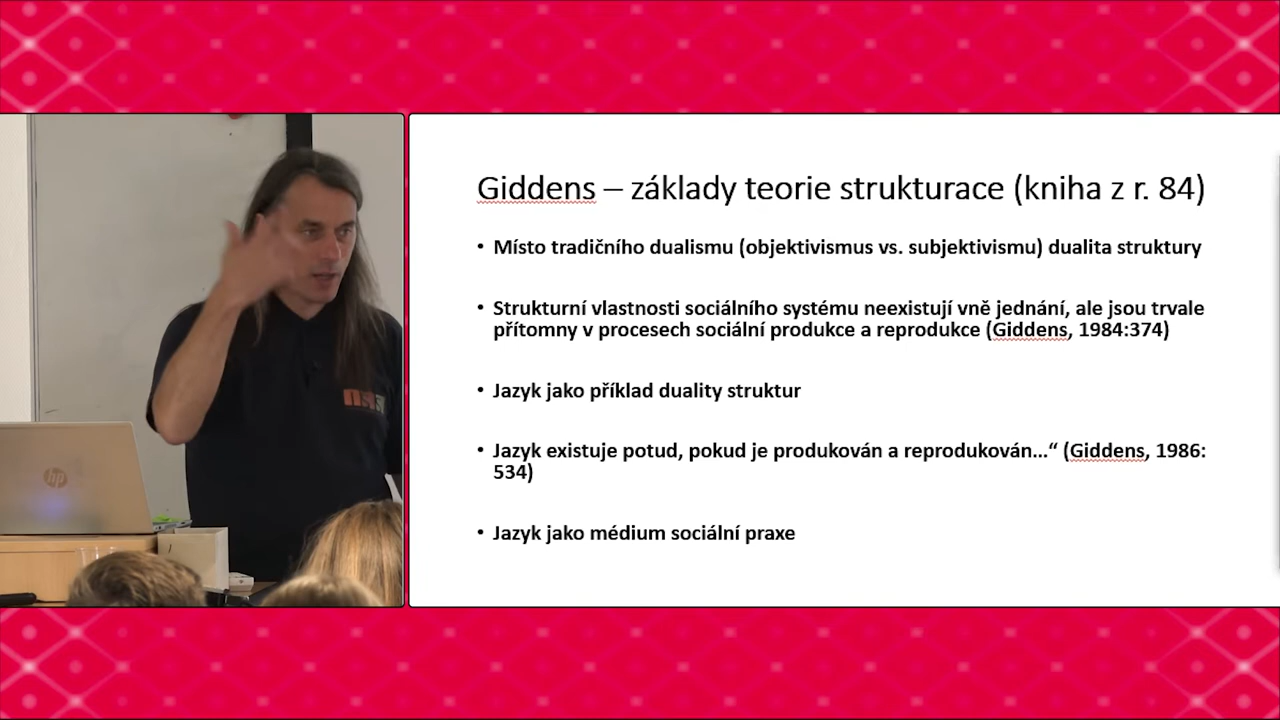 Giddens – základy teorie strukturace (kniha z r. 84)
• Místo tradičního dualismu (objektivismus vs. subjektivismu) dualita struktury
• Strukturní vlastnosti sociálního systému neexistují vně jednání, ale jsou trvale
přítomny v procesech sociální produkce a reprodukce (Giddens, 1984:374)
• Jazyk jako příklad duality struktur
• Jazyk existuje potud, pokud je produkován a reprodukován...“ (Giddens, 1986:
534)
• Jazyk jako médium sociální praxe
hp